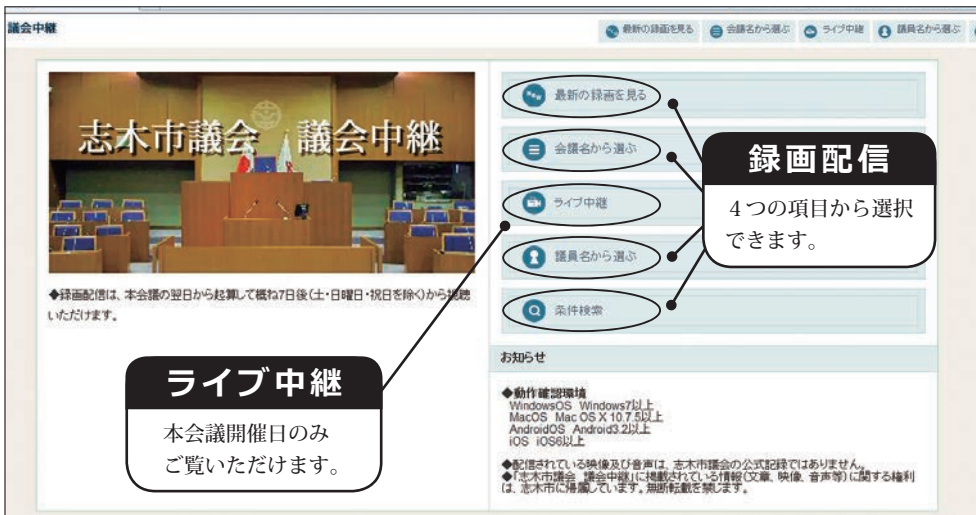 議会中継
最新の録画を見る 会議名から選ぶ ライブ中継 議員名から選ぶ
志木市議会 議会中継
最新の録画を見る
会議名から選ぶ
ライブ中継
議員名から選ぶ
条件検索
録画配信
4つの項目から選択
できます。
◆録画配信は、本会議の翌日から起算して概ね7日後(土・日曜日・祝日を除く)から視聴
いただけます。
ライブ中継
本会議開催日のみ
ご覧いただけます。
お知らせ
◆動作確認環境
WindowsOS Windows7以上
MacOS Mac OS X 10.7.5以上
AndroidOS Android3.2以上
iOS iOS6以上
◆配信されている映像及び音声は、志木市議会の公式記録ではありません。
◆「志木市議会 議会中継」に掲載されている情報(文章、映像、音声等)に関する権利
は、志木市に帰属しています。無断転載を禁じます。